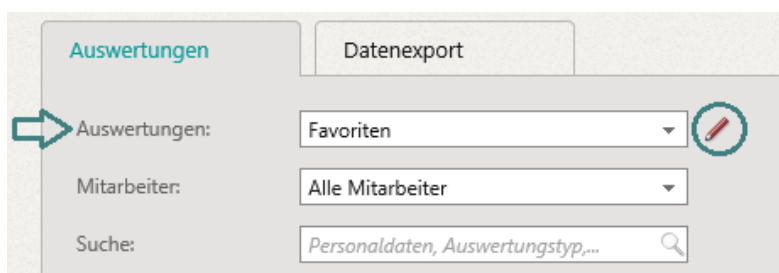 Auswertungen Datenexport
Auswertungen: Favoriten
Mitarbeiter: Alle Mitarbeiter
Suche: Personaldaten, Auswertungstyp,...